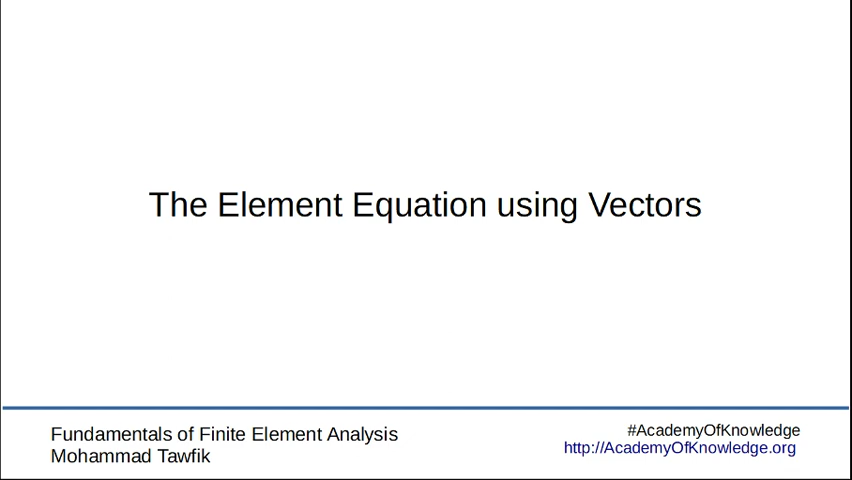 The Element Equation using Vectors
Fundamentals of Finite Element Analysis
Mohammad Tawfik
#AcademyOfKnowledge
http://AcademyOfKnowledge.org